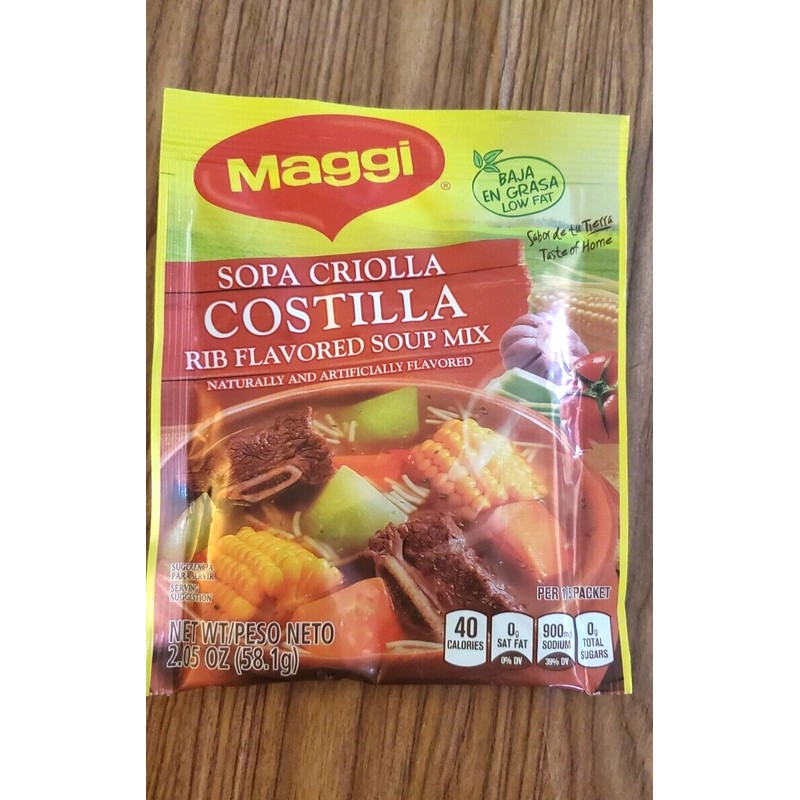 Maggi
®
BAJA
EN GRASA
LOW FAT
Sabor de tu Tierra
Taste of Home
SOPA CRIOLLA
COSTILLA
RIB FLAVORED SOUP MIX
NATURALLY AND ARTIFICIALLY FLAVORED
SUGERENCIA
PARA SERVIR
SERVING
SUGGESTION
PER PACKET
NET WT/PESO NETO
2.05 OZ (58.1g)
40
CALORIES
0g
SAT FAT
0% DV
900mg
SODIUM
39% DV
0g
TOTAL
SUGARS